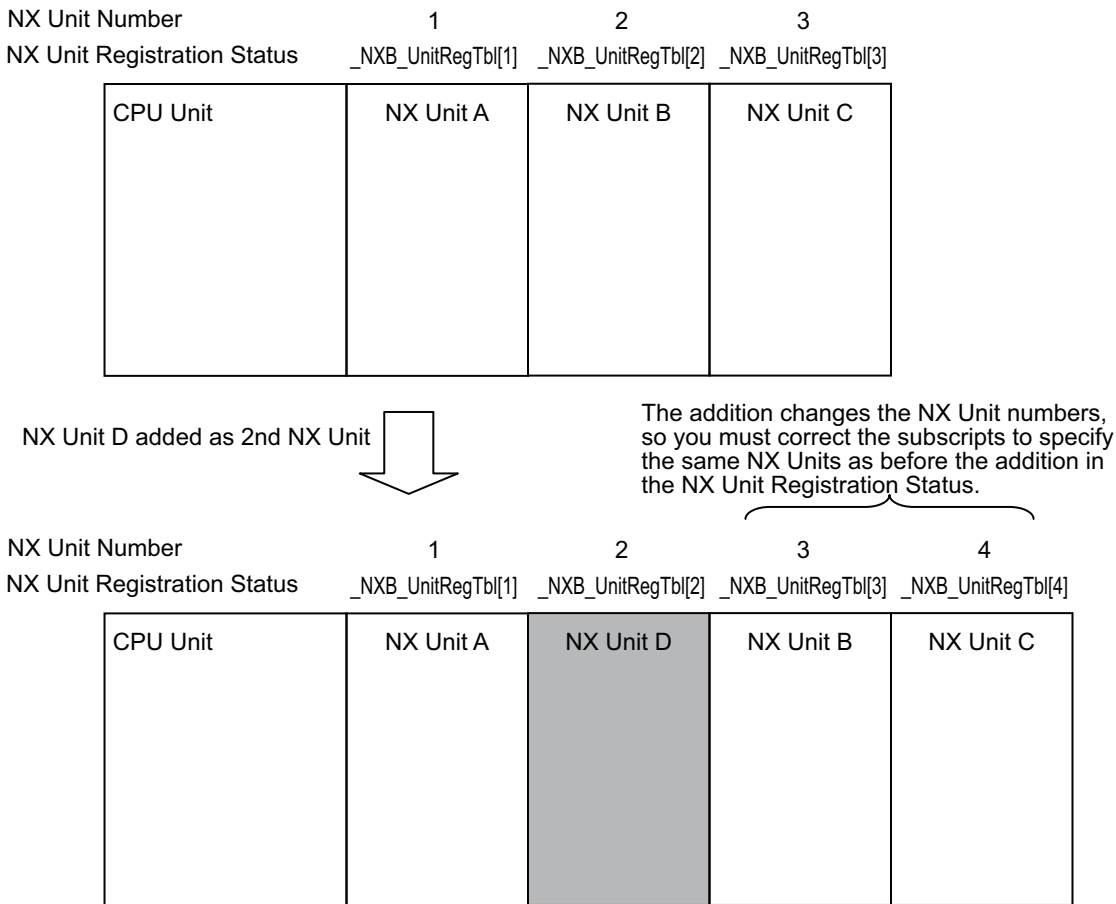 NX Unit Number 1 2 3
NX Unit Registration Status _NXB_UnitRegTbl[1] _NXB_UnitRegTbl[2] _NXB_UnitRegTbl[3]
CPU Unit NX Unit A NX Unit B NX Unit C
NX Unit D added as 2nd NX Unit
The addition changes the NX Unit numbers,
so you must correct the subscripts to specify
the same NX Units as before the addition in
the NX Unit Registration Status.
NX Unit Number 1 2 3 4
NX Unit Registration Status _NXB_UnitRegTbl[1] _NXB_UnitRegTbl[2] _NXB_UnitRegTbl[3] _NXB_UnitRegTbl[4]
CPU Unit NX Unit A NX Unit D NX Unit B NX Unit C